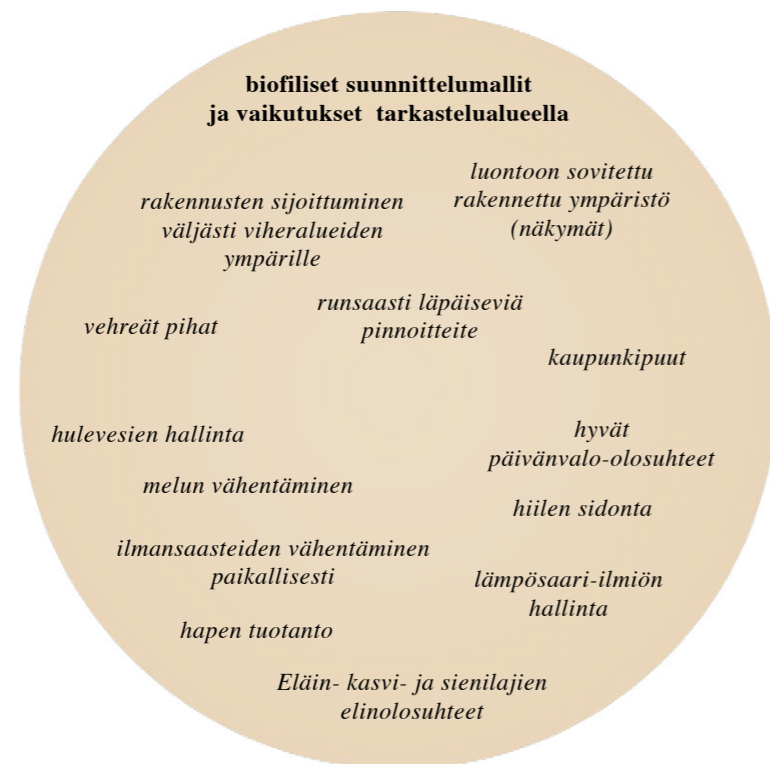 biofiliset suunnittelumallit
ja vaikutukset tarkastelualueella
luontoon sovitettu
rakennettu ympäristö
(näkymät)
rakennusten sijoittuminen
väljästi viheralueiden
ympärille
runsaasti läpäiseviä
pinnoitteite
vehreät pihat
kaupunkipuut
hulevesien hallinta
hyvät
päivänvalo-olosuhteet
melun vähentäminen
hiilen sidonta
ilmansaasteiden vähentäminen
paikallisesti
lämpösaari-ilmiön
hallinta
hapen tuotanto
Eläin- kasvi- ja sienilajien
elinolosuhteet